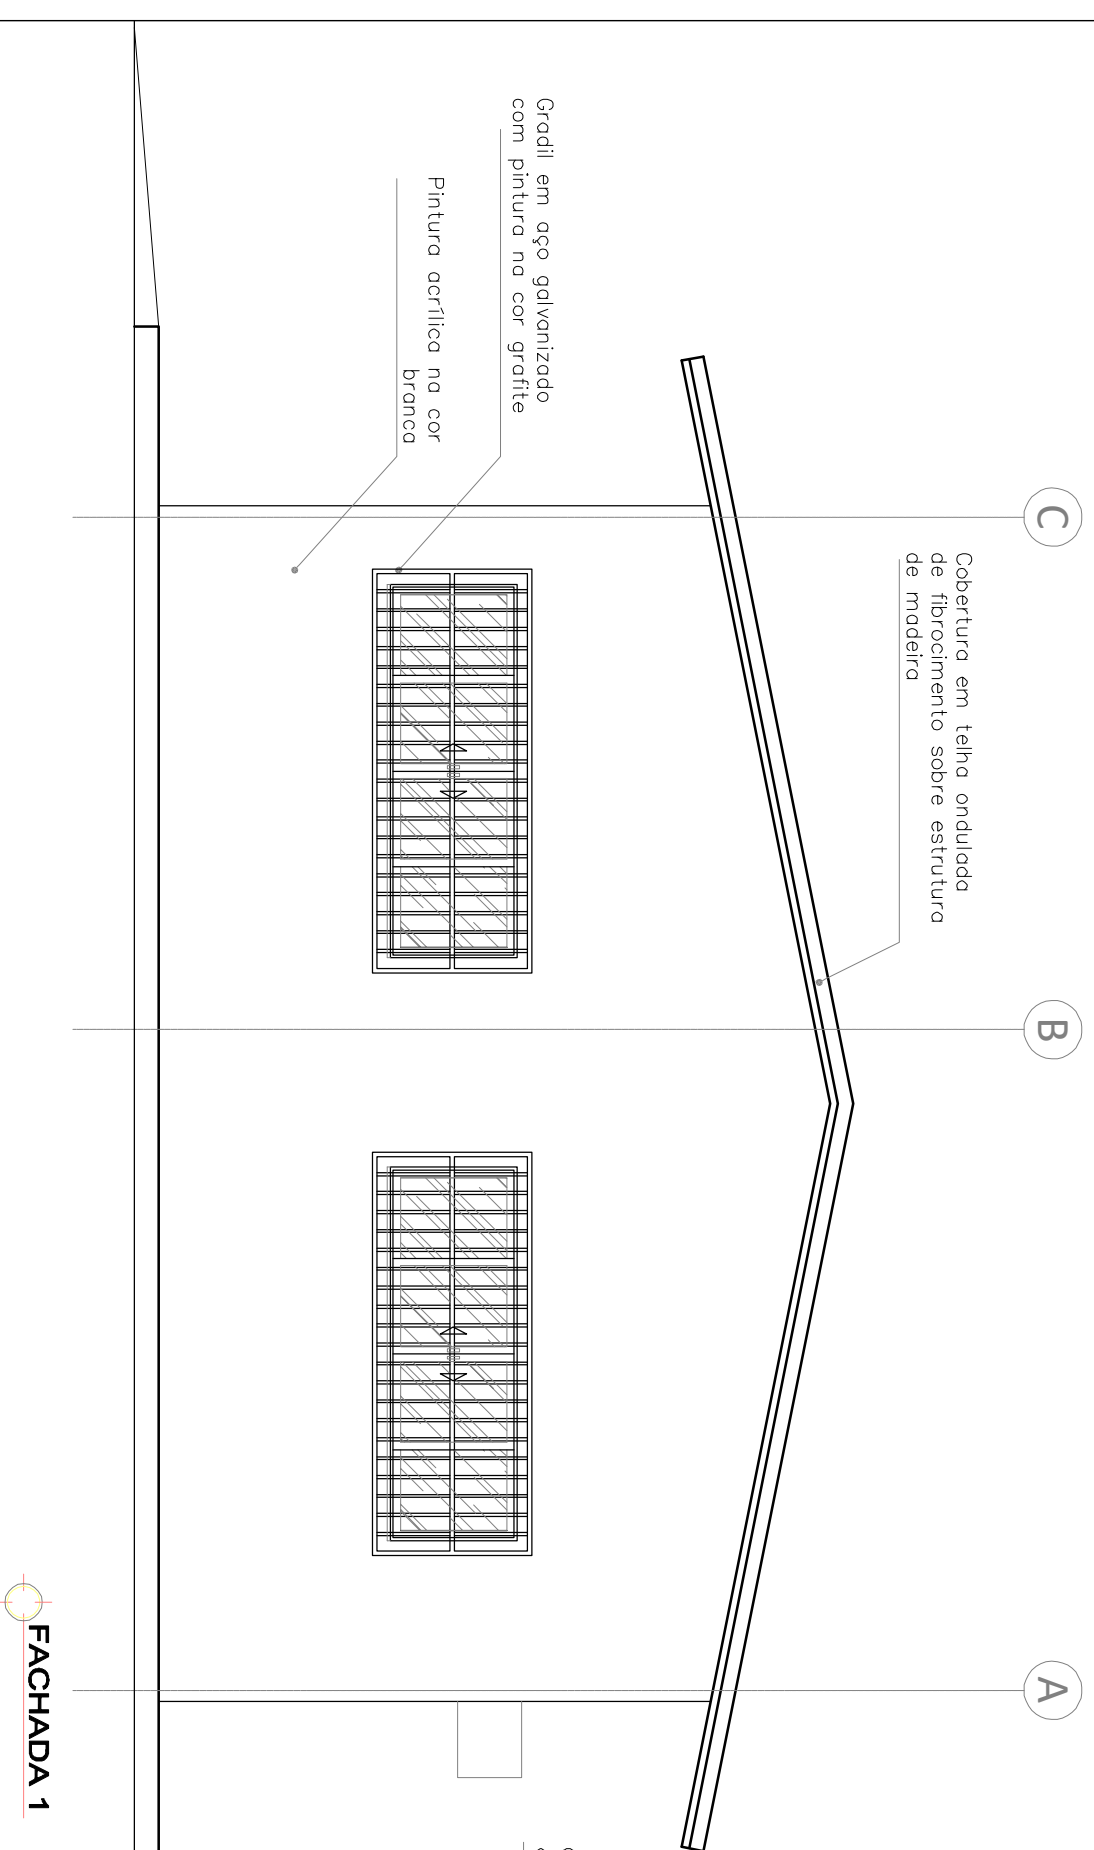 C
B
A
Cobertura em telha ondulada
de fibrocimento sobre estrutura
de madeira
Gradil em aço galvanizado
com pintura na cor grafite
Pintura acrílica na cor
branca
FACHADA 1